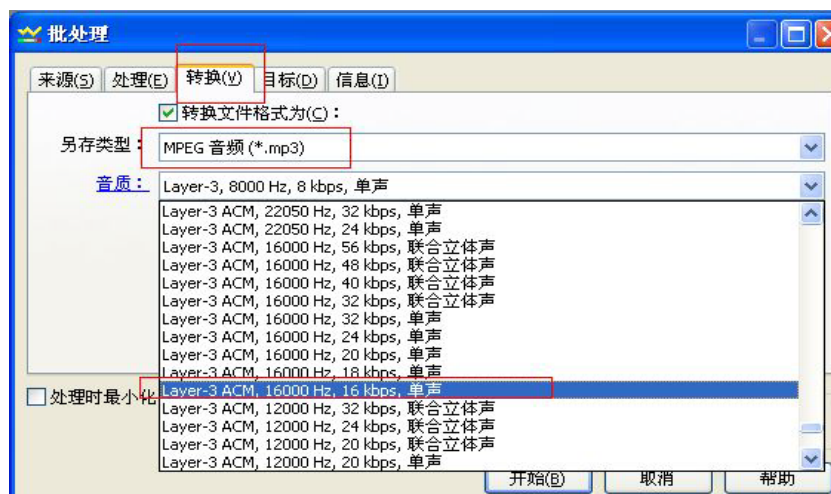 批处理
来源(S) 处理(E) 转换(V) 目标(D) 信息(I)
转换文件格式为(C)：
另存类型： MPEG 音频 (*.mp3)
音质： Layer-3, 8000 Hz, 8 kbps, 单声
Layer-3 ACM, 22050 Hz, 32 kbps, 单声
Layer-3 ACM, 22050 Hz, 24 kbps, 单声
Layer-3 ACM, 16000 Hz, 56 kbps, 联合立体声
Layer-3 ACM, 16000 Hz, 48 kbps, 联合立体声
Layer-3 ACM, 16000 Hz, 40 kbps, 联合立体声
Layer-3 ACM, 16000 Hz, 32 kbps, 联合立体声
Layer-3 ACM, 16000 Hz, 32 kbps, 单声
Layer-3 ACM, 16000 Hz, 24 kbps, 单声
Layer-3 ACM, 16000 Hz, 20 kbps, 单声
Layer-3 ACM, 16000 Hz, 18 kbps, 单声
处理时最小化 Layer-3 ACM, 16000 Hz, 16 kbps, 单声
Layer-3 ACM, 12000 Hz, 32 kbps, 联合立体声
Layer-3 ACM, 12000 Hz, 24 kbps, 联合立体声
Layer-3 ACM, 12000 Hz, 20 kbps, 联合立体声
Layer-3 ACM, 12000 Hz, 20 kbps, 单声
开始(B) 取消 帮助